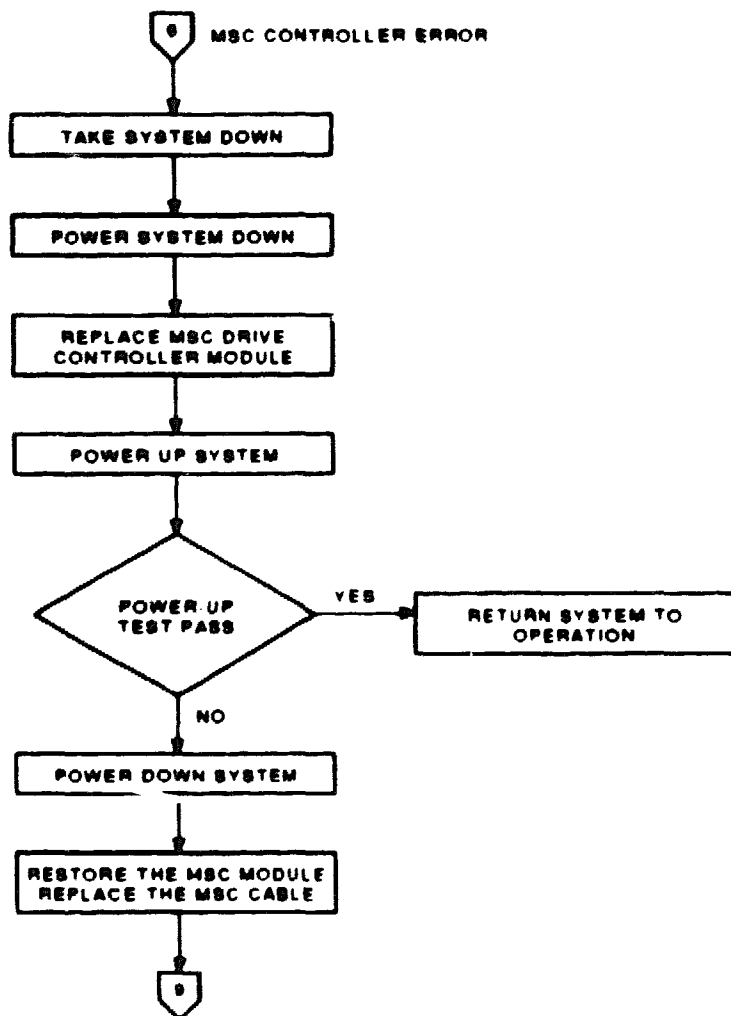 6 MSC CONTROLLER ERROR
TAKE SYSTEM DOWN
POWER SYSTEM DOWN
REPLACE MSC DRIVE
CONTROLLER MODULE
POWER UP SYSTEM
POWER-UP
TEST PASS
YES
RETURN SYSTEM TO
OPERATION
NO
POWER DOWN SYSTEM
RESTORE THE MSC MODULE
REPLACE THE MSC CABLE
9